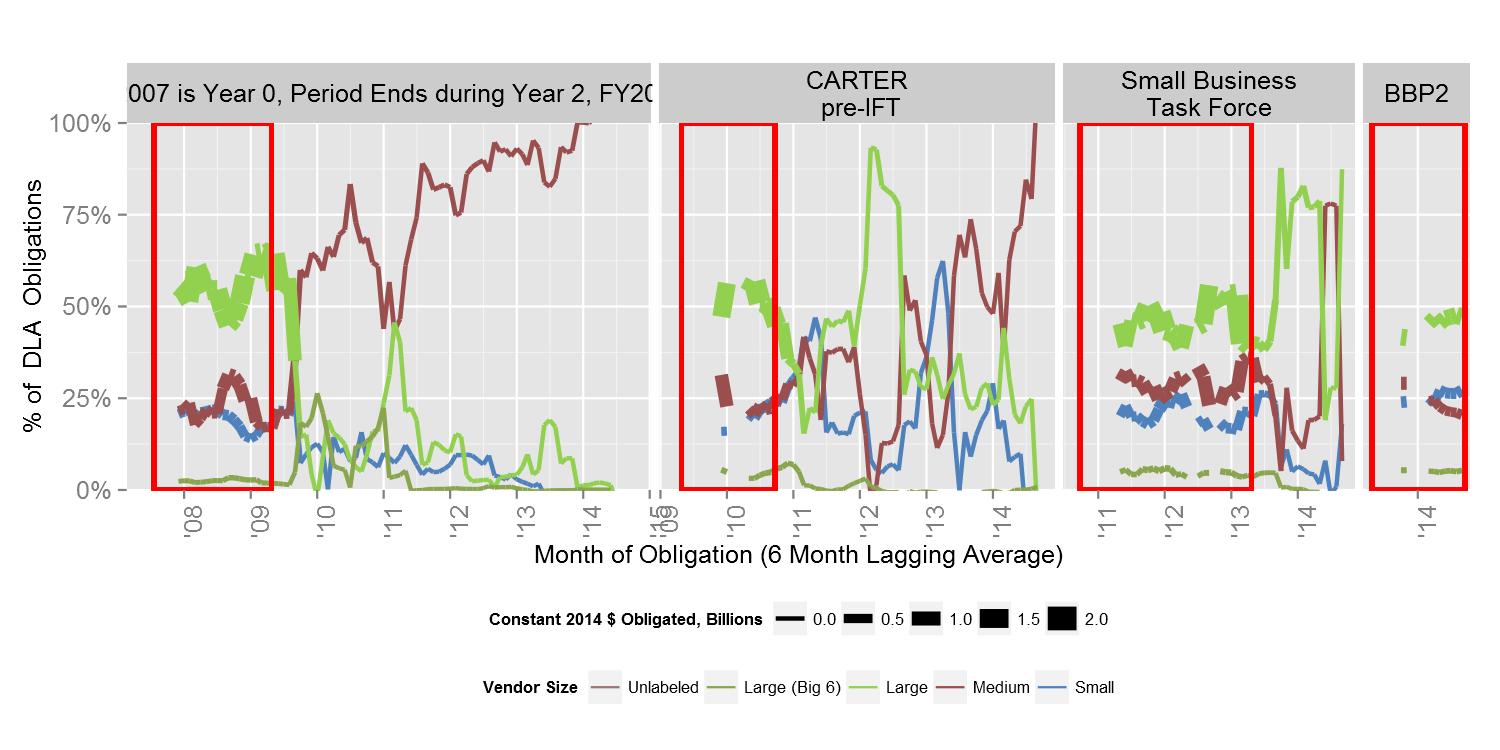 007 is Year 0, Period Ends during Year 2, FY20
CARTER
pre-IFT
Small Business
Task Force
BBP2
100%
75%
50%
25%
0%
% of DLA Obligations
'08
'09
'10
'11
'12
'13
'14
'15
'09
'10
'11
'12
'13
'14
'11
'12
'13
'14
'14
Month of Obligation (6 Month Lagging Average)
Constant 2014 $ Obligated, Billions 0.0 0.5 1.0 1.5 2.0
Vendor Size Unlabeled Large (Big 6) Large Medium Small